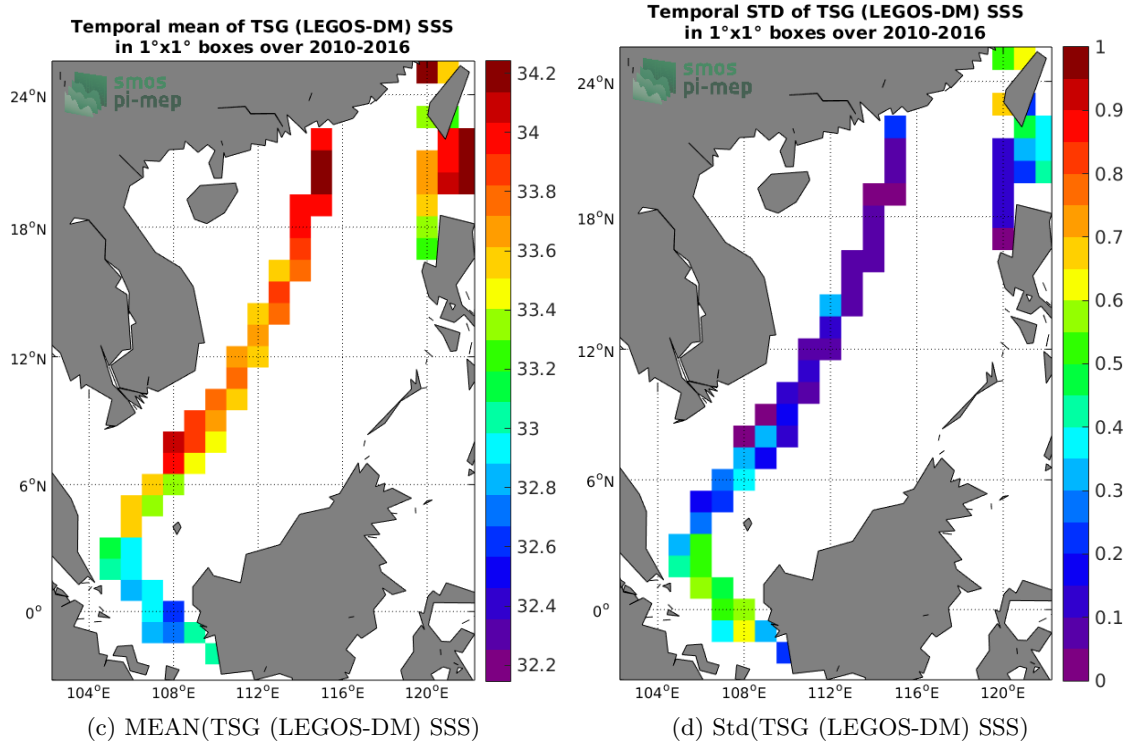 Temporal mean of TSG (LEGOS-DM) SSS
in 1°x1° boxes over 2010-2016
smos
pi-mep
24°N
18°N
12°N
6°N
0°
104°E
108°E
112°E
116°E
120°E
34.2
34
33.8
33.6
33.4
33.2
33
32.8
32.6
32.4
32.2
(c) MEAN(TSG (LEGOS-DM) SSS)
Temporal STD of TSG (LEGOS-DM) SSS
in 1°x1° boxes over 2010-2016
smos
pi-mep
24°N
18°N
12°N
6°N
0°
104°E
108°E
112°E
116°E
120°E
1
0.9
0.8
0.7
0.6
0.5
0.4
0.3
0.2
0.1
0
(d) Std(TSG (LEGOS-DM) SSS)